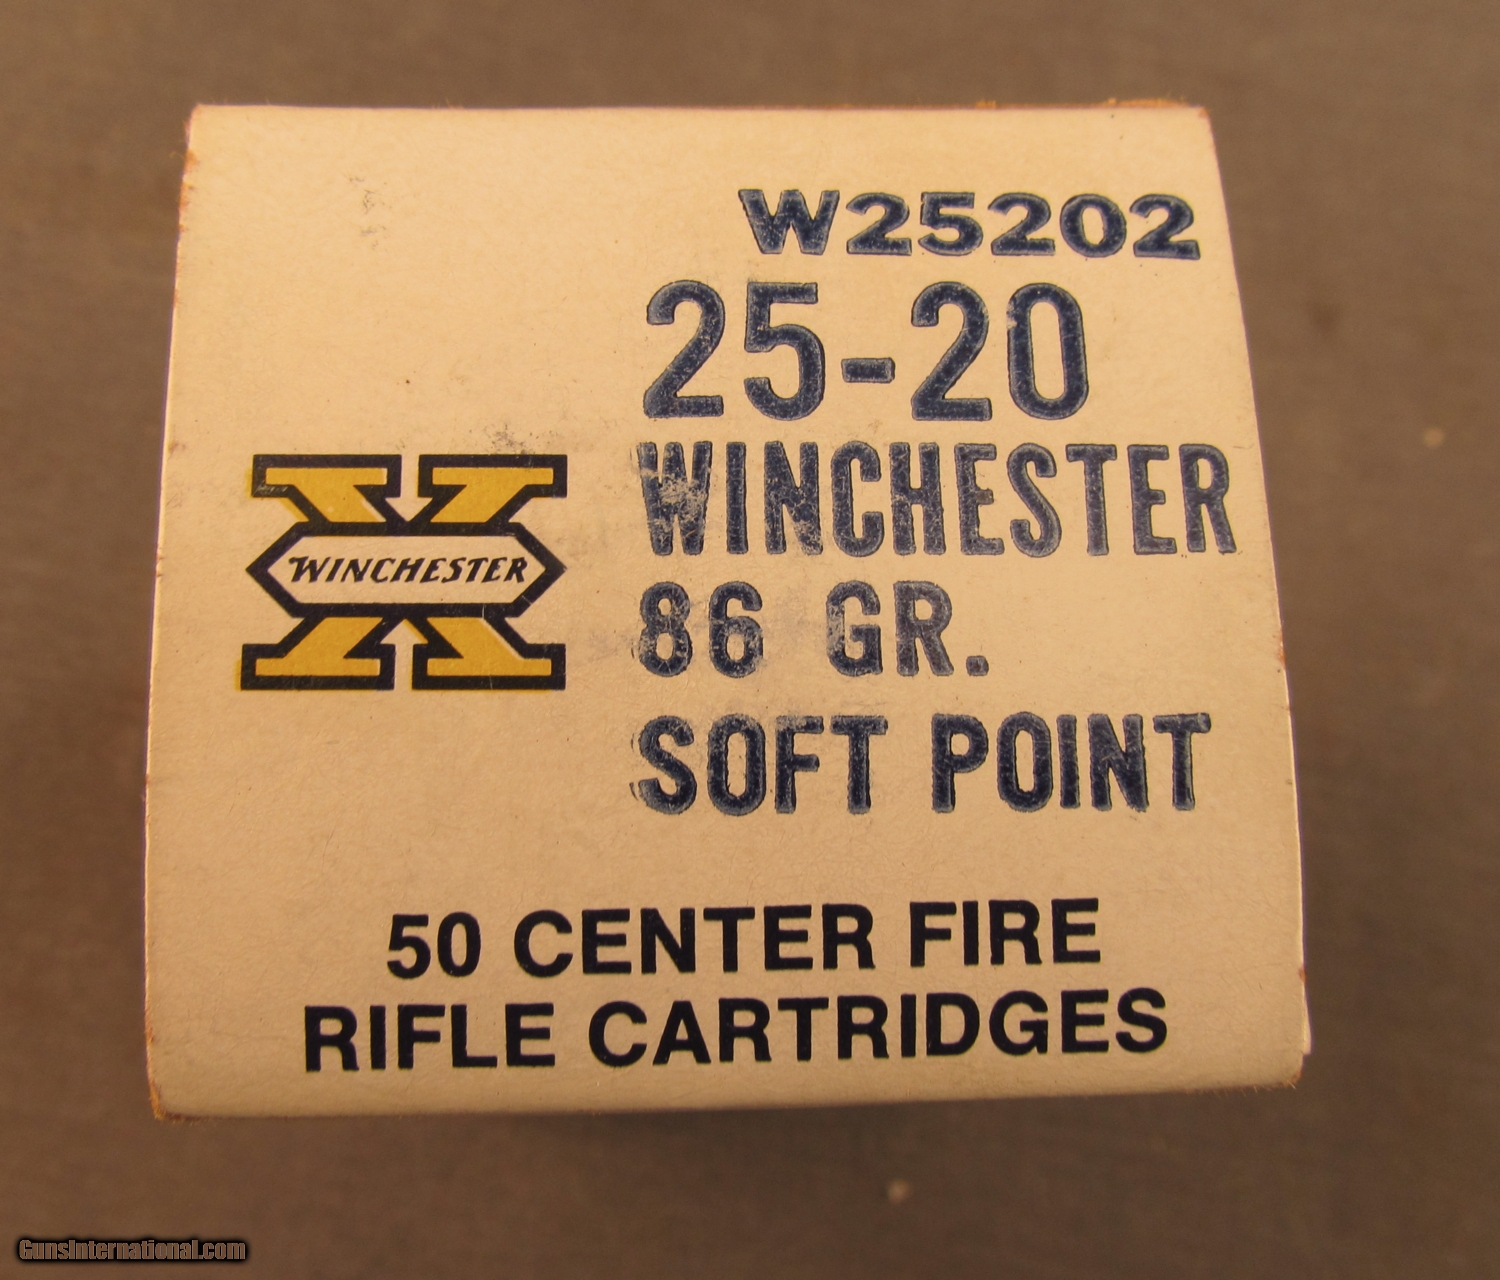 W25202
25-20
WINCHESTER
86 GR.
SOFT POINT
WINCHESTER
50 CENTER FIRE
RIFLE CARTRIDGES
GunsInternational.com